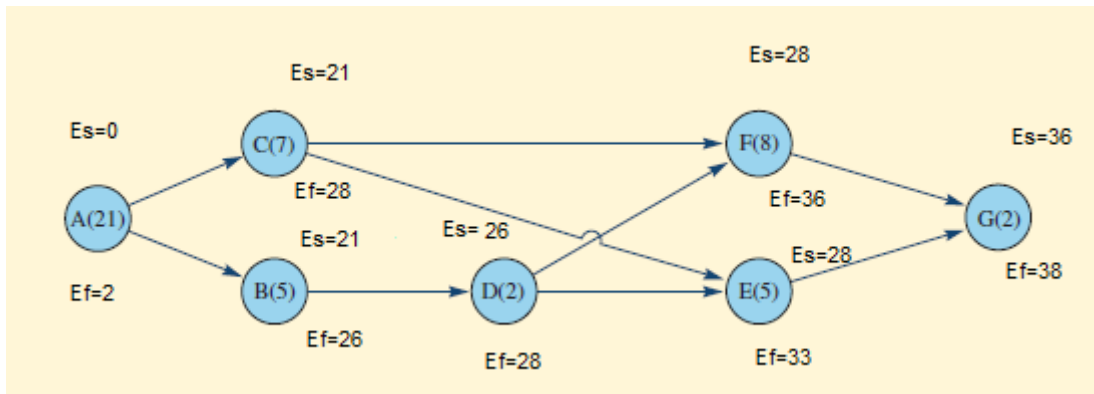 Es=28
Es=21
Es=0
Es=36
C(7)
F(8)
Ef=28
Ef=36
A(21)
G(2)
Es= 26
Es=21
Es=28
Ef=38
Ef=2
B(5)
D(2)
E(5)
Ef=26
Ef=28
Ef=33